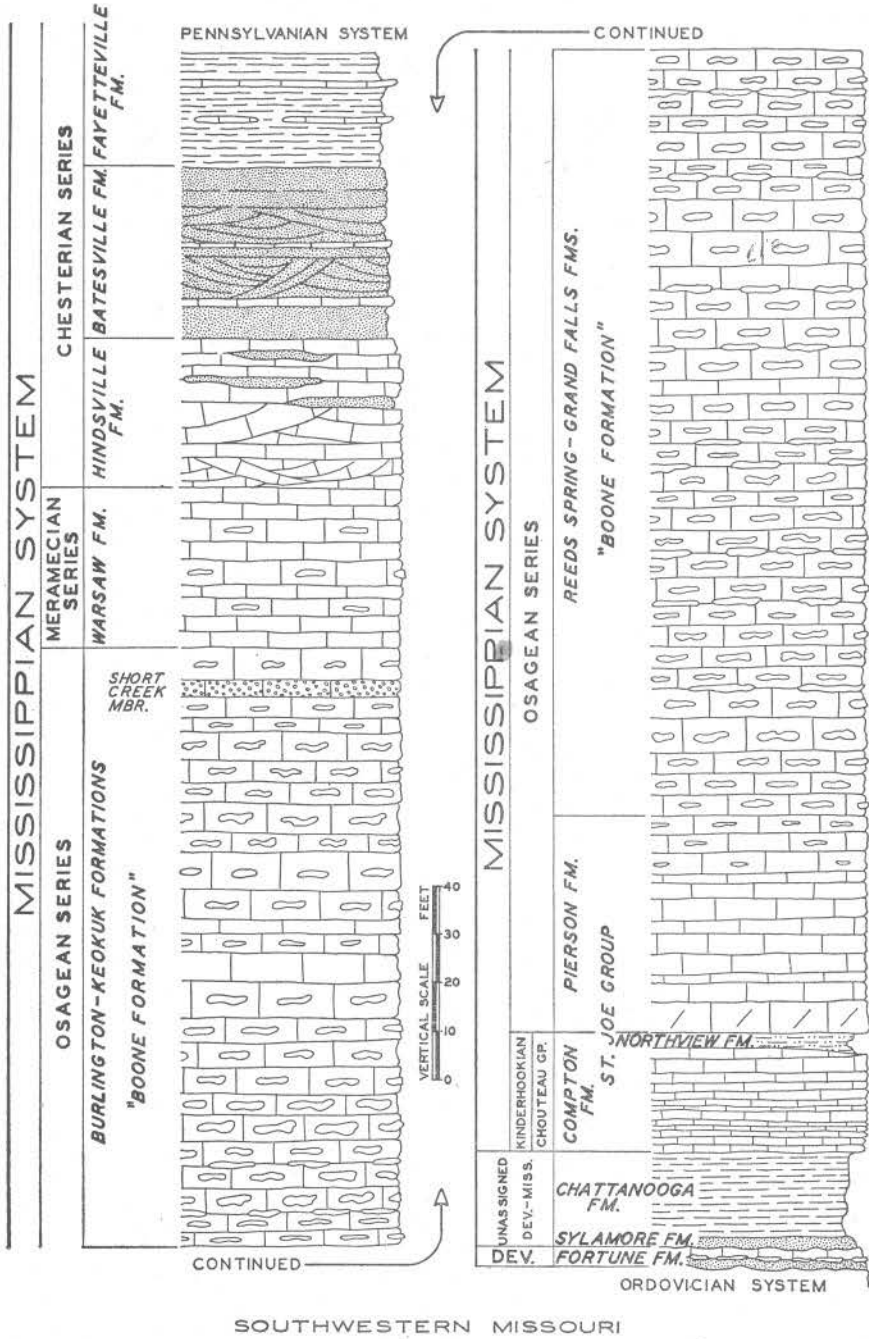 PENNSYLVANIAN SYSTEM
MISSISSIPPIAN SYSTEM
CHESTERIAN SERIES
FAYETTEVILLE
FM.
BATESVILLE FM.
HINDSVILLE
FM.
MERAMECIAN
SERIES
WARSAW FM.
OSAGEAN SERIES
SHORT
CREEK
MBR.
BURLINGTON-KEOKUK FORMATIONS
"BOONE FORMATION"
CONTINUED
VERTICAL SCALE FEET
40
30
20
10
0
CONTINUED
MISSISSIPPIAN SYSTEM
OSAGEAN SERIES
REEDS SPRING-GRAND FALLS FMS.
"BOONE FORMATION"
PIERSON FM.
ST. JOE GROUP
NORTHVIEW FM.
KINDERHOOKIAN
CHOUTEAU GP.
COMPTON
FM.
UNASSIGNED
DEV.-MISS.
CHATTANOOGA
FM.
SYLAMORE FM.
DEV.
FORTUNE FM.
ORDOVICIAN SYSTEM
SOUTHWESTERN MISSOURI